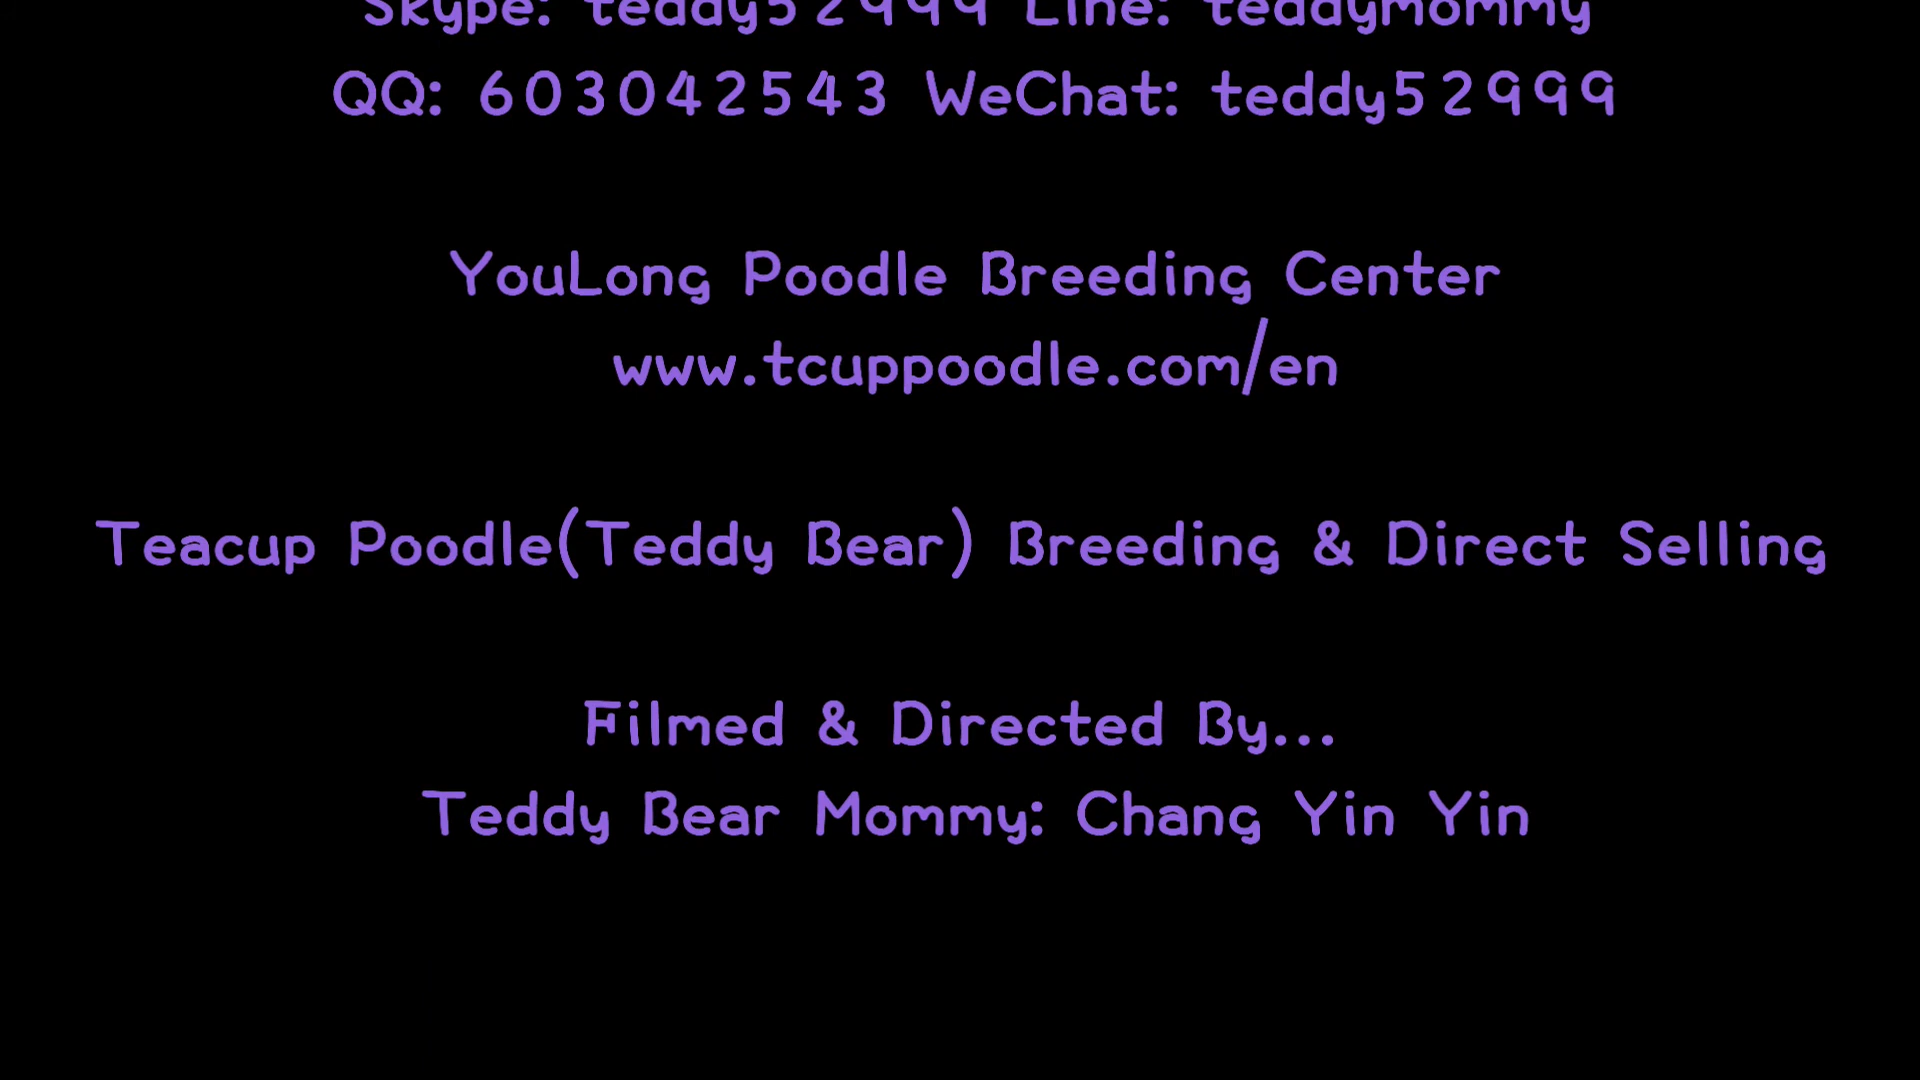 Skype: teddy52999 Line: teddymommy
QQ: 603042543 WeChat: teddy52999
YouLong Poodle Breeding Center
www.tcuppoodle.com/en
Teacup Poodle(Teddy Bear) Breeding & Direct Selling
Filmed & Directed By...
Teddy Bear Mommy: Chang Yin Yin